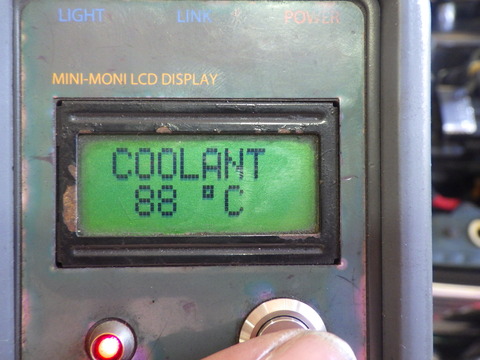 LIGHT LINK POWER
MINI-MONI LCD DISPLAY
COOLANT
88 °C